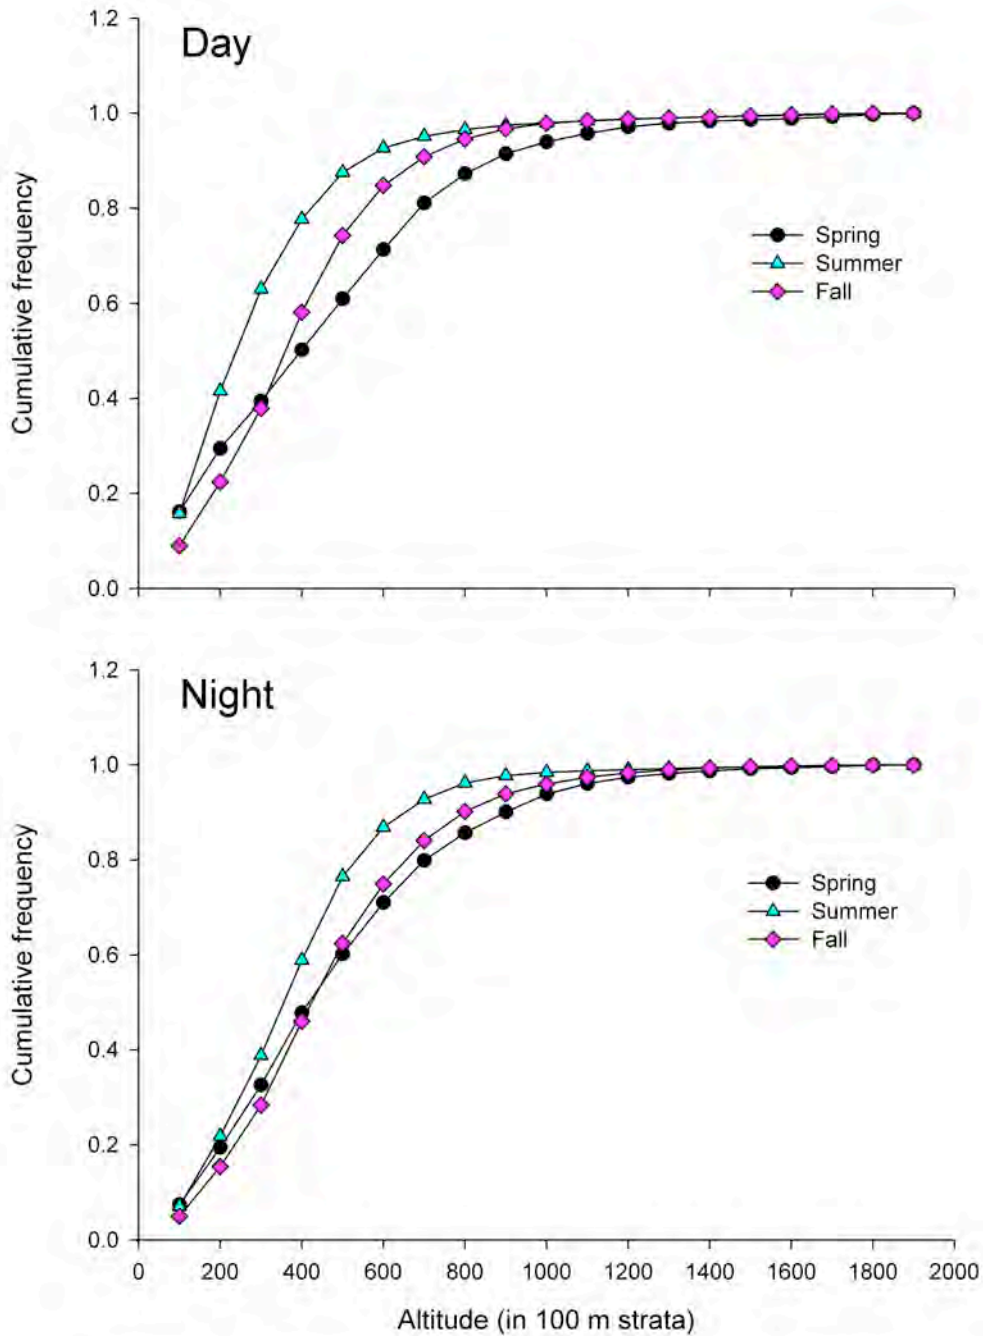 Day
Cumulative frequency
1.2
1.0
0.8
0.6
0.4
0.2
0.0
Spring
Summer
Fall
Night
Cumulative frequency
1.2
1.0
0.8
0.6
0.4
0.2
0.0
Spring
Summer
Fall
0 200 400 600 800 1000 1200 1400 1600 1800 2000
Altitude (in 100 m strata)